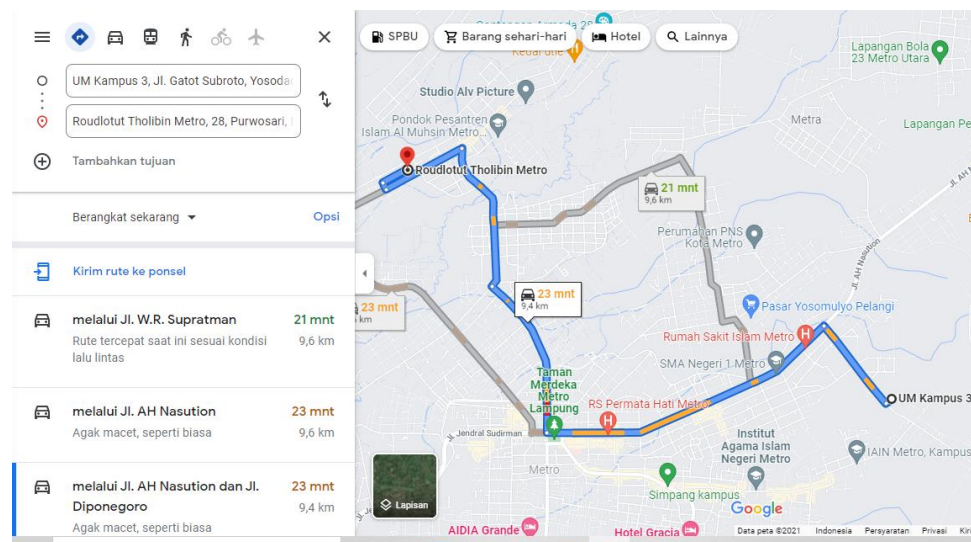 UM Kampus 3, Jl. Gatot Subroto, Yosoda
Roudlotut Tholibin Metro, 28, Purwosari,
Tambahkan tujuan
Berangkat sekarang
Opsi
Kirim rute ke ponsel
melalui Jl. W.R. Supratman
21 mnt
Rute tercepat saat ini sesuai kondisi
9,6 km
lalu lintas
melalui Jl. AH Nasution
23 mnt
Agak macet, seperti biasa
9,6 km
melalui Jl. AH Nasution dan Jl.
23 mnt
Diponegoro
9,4 km
Agak macet, seperti biasa
SPBU
Barang sehari-hari
Hotel
Lainnya
Lapangan Bola
23 Metro Utara
Studio Alv Picture
Pondok Pesantren
Islam Al Muhsin Metro...
Metra
Lapangan Pe
Roudlotut Tholibin Metro
21 mnt
9,6 km
Perumahan PNS
Kota Metro
Jl. AH Nasution
23 mnt
9,4 km
23 mnt
km
Pasar Yosomulyo Pelangi
Rumah Sakit Islam Metro
SMA Negeri 1 Metro
Taman
Merdeka
Metro
Lampung
RS Permata Hati Metro
UM Kampus 3
Jl. Jendral Sudirman
Institut
Agama Islam
Negeri Metro
IAIN Metro, Kampus
Metro
Simpang kampus
Lapisan
Google
AIDIA Grande
Hotel Gracia
Data peta ©2021
Indonesia
Persyaratan
Privasi
Kiri